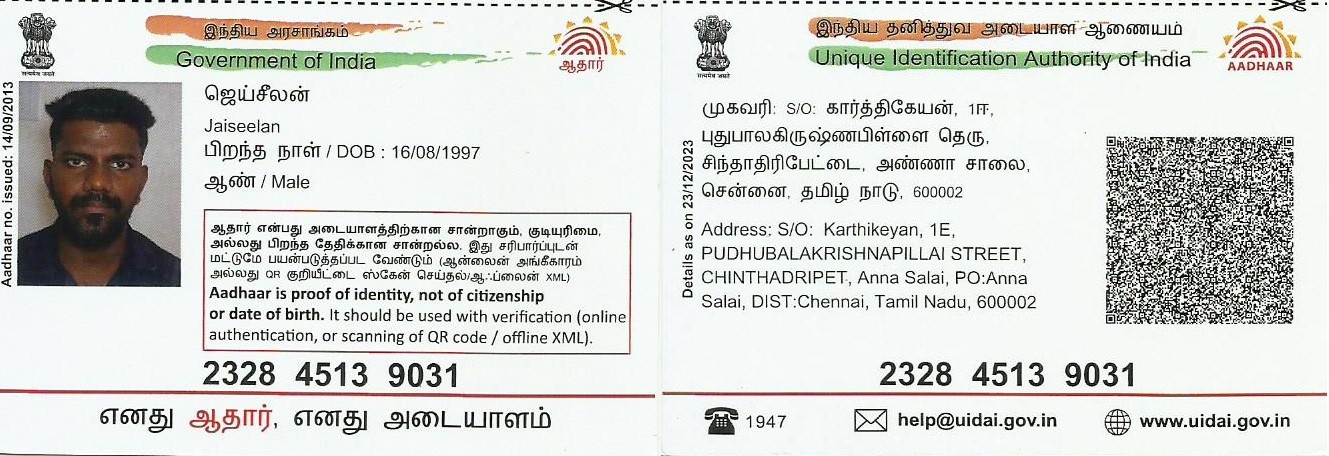 இந்திய அரசாங்கம்
Government of India
சத்யமேவ ஜயதே
ஆதார்
Aadhaar no. issued: 14/09/2013
ஜெய்சீலன்
Jaiseelan
பிறந்த நாள் / DOB : 16/08/1997
ஆண் / Male
ஆதார் என்பது அடையாளத்திற்கான சான்றாகும், குடியுரிமை,
அல்லது பிறந்த தேதிக்கான சான்றல்ல. இது சரிபார்ப்புடன்
மட்டுமே பயன்படுத்தப்பட வேண்டும் (ஆன்லைன் அங்கீகாரம்
அல்லது QR குறியீட்டை ஸ்கேன் செய்தல்/ஆஃப்லைன் XML)
Aadhaar is proof of identity, not of citizenship
or date of birth. It should be used with verification (online
authentication, or scanning of QR code / offline XML).
2328 4513 9031
எனது ஆதார், எனது அடையாளம்
இந்திய தனித்துவ அடையாள ஆணையம்
Unique Identification Authority of India
AADHAAR
Details as on 23/12/2023
முகவரி: S/O: கார்த்திகேயன், 1ஈ,
புதுபாலகிருஷ்ணபிள்ளை தெரு,
சிந்தாதிரிபேட்டை, அண்ணா சாலை,
சென்னை, தமிழ் நாடு, 600002
Address: S/O: Karthikeyan, 1E,
PUDHUBALAKRISHNAPILLAI STREET,
CHINTHADRIPET, Anna Salai, PO:Anna
Salai, DIST:Chennai, Tamil Nadu, 600002
2328 4513 9031
1947
help@uidai.gov.in
www.uidai.gov.in